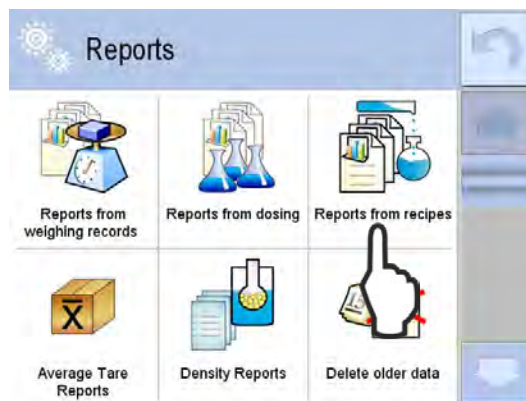 Reports
Reports from
weighing records
Reports from dosing
Reports from recipes
X
Average Tare
Reports
Density Reports
Delete older data